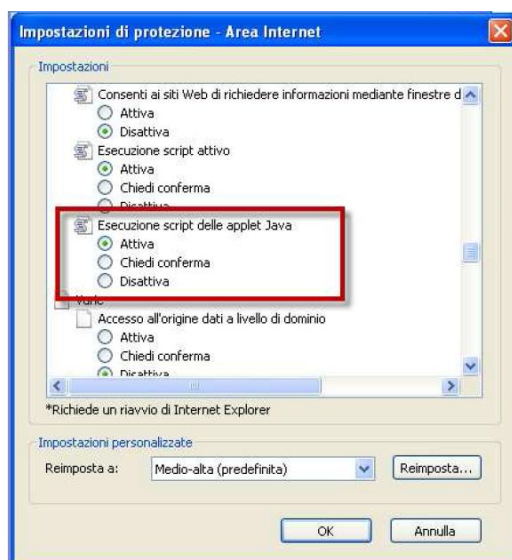 Impostazioni di protezione - Area Internet
Impostazioni
Consenti ai siti Web di richiedere informazioni mediante finestre d
Attiva
Disattiva
Esecuzione script attivo
Attiva
Chiedi conferma
Disattiva
Esecuzione script delle applet Java
Attiva
Chiedi conferma
Disattiva
Varie
Accesso all'origine dati a livello di dominio
Attiva
Chiedi conferma
Disattiva
*Richiede un riavvio di Internet Explorer
Impostazioni personalizzate
Reimposta a:
Medio-alta (predefinita)
Reimposta...
OK
Annulla